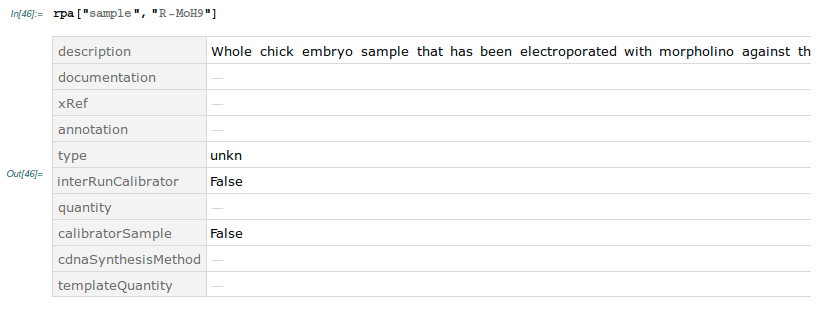 In[46]:= rpa["sample", "R-MoH9"]
description Whole chick embryo sample that has been electroporated with morpholino against th
documentation —
xRef —
annotation —
type unkn
Out[46]= interRunCalibrator False
quantity —
calibratorSample False
cdnaSynthesisMethod —
templateQuantity —